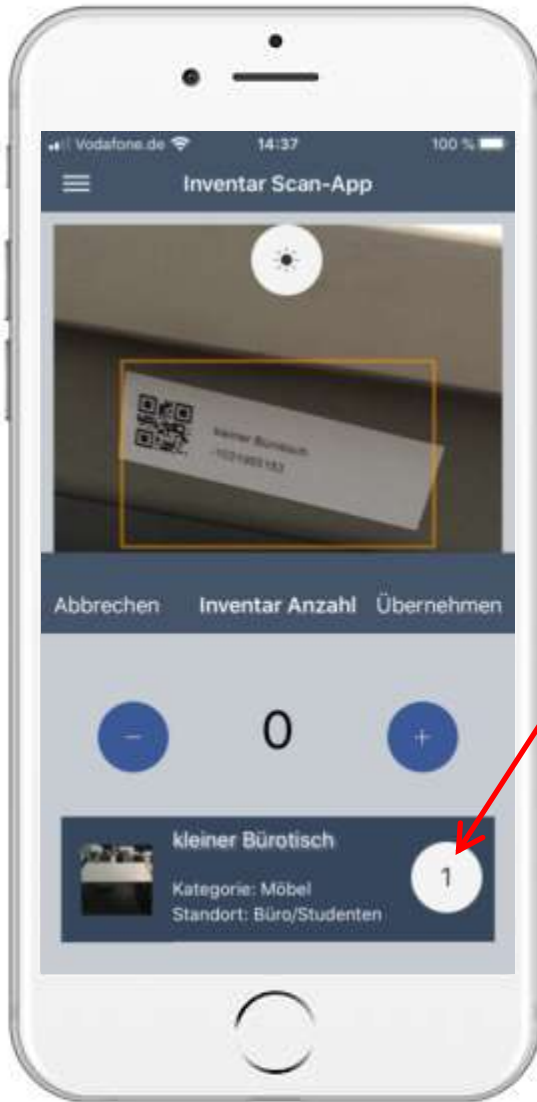 Vodafone.de 14:37 100 %
Inventar Scan-App
kleiner Bürotisch
Abbrechen Inventar Anzahl Übernehmen
− 0 +
kleiner Bürotisch
1
Kategorie: Möbel
Standort: Büro/Studenten